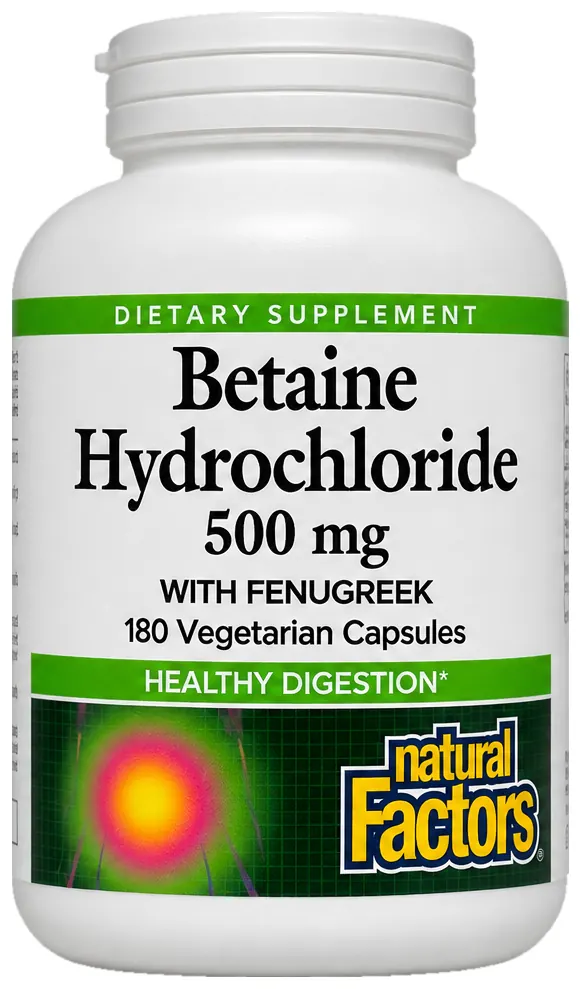 DIETARY SUPPLEMENT
Betaine
Hydrochloride
500 mg
WITH FENUGREEK
180 Vegetarian Capsules
HEALTHY DIGESTION*
natural
Factors®